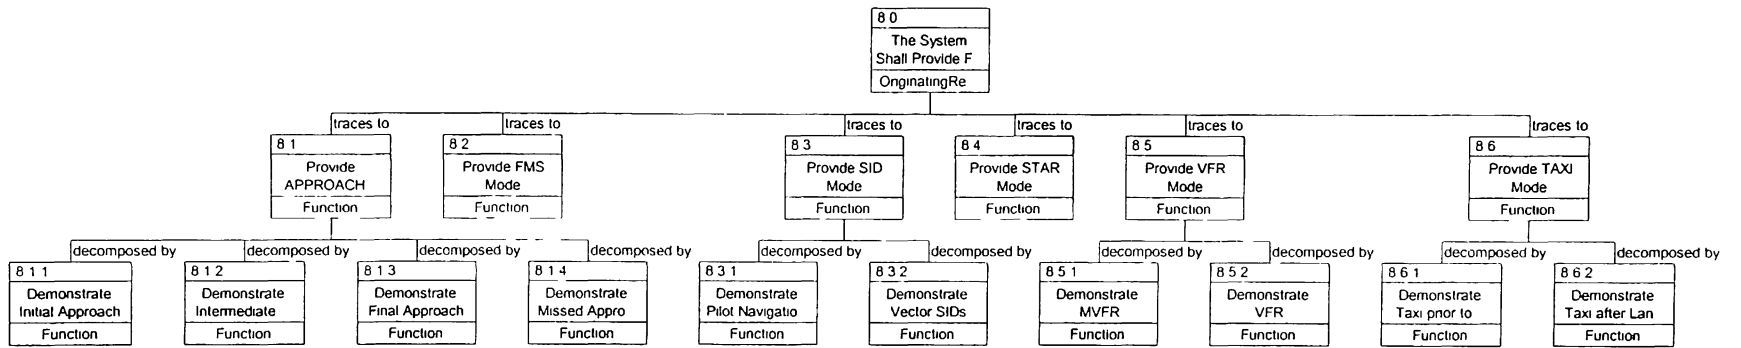 8 0
The System
Shall Provide F
OriginatingRe
traces to
traces to
traces to
traces to
traces to
traces to
8 1
Provide
APPROACH
Function
8 2
Provide FMS
Mode
Function
8 3
Provide SID
Mode
Function
8 4
Provide STAR
Mode
Function
8 5
Provide VFR
Mode
Function
8 6
Provide TAXI
Mode
Function
decomposed by
decomposed by
decomposed by
decomposed by
decomposed by
decomposed by
decomposed by
decomposed by
decomposed by
decomposed by
8 1 1
Demonstrate
Initial Approach
Function
8 1 2
Demonstrate
Intermediate
Function
8 1 3
Demonstrate
Final Approach
Function
8 1 4
Demonstrate
Missed Appro
Function
8 3 1
Demonstrate
Pilot Navigatio
Function
8 3 2
Demonstrate
Vector SIDs
Function
8 5 1
Demonstrate
MVFR
Function
8 5 2
Demonstrate
VFR
Function
8 6 1
Demonstrate
Taxi prior to
Function
8 6 2
Demonstrate
Taxi after Lan
Function